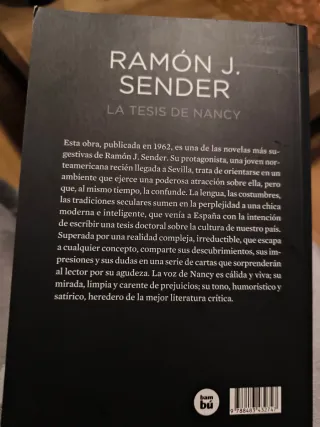 RAMÓN J.
SENDER
LA TESIS DE NANCY
Esta obra, publicada en 1962, es una de las novelas más su-
gestivas de Ramón J. Sender. Su protagonista, una joven nor-
teamericana recién llegada a Sevilla, trata de orientarse en un
ambiente que ejerce una poderosa atracción sobre ella, pero
que, al mismo tiempo, la confunde. La lengua, las costumbres,
las tradiciones seculares sumen en la perplejidad a una chica
moderna e inteligente, que venía a España con la intención
de escribir una tesis doctoral sobre la cultura de nuestro país.
Superada por una realidad compleja, irreductible, que escapa
a cualquier concepto, comparte sus descubrimientos, sus im-
presiones y sus dudas en una serie de cartas que sorprenderán
al lector por su agudeza. La voz de Nancy es cálida y viva; su
mirada, limpia y carente de prejuicios; su tono, humorístico y
satírico, heredero de la mejor literatura crítica.
bam
bú